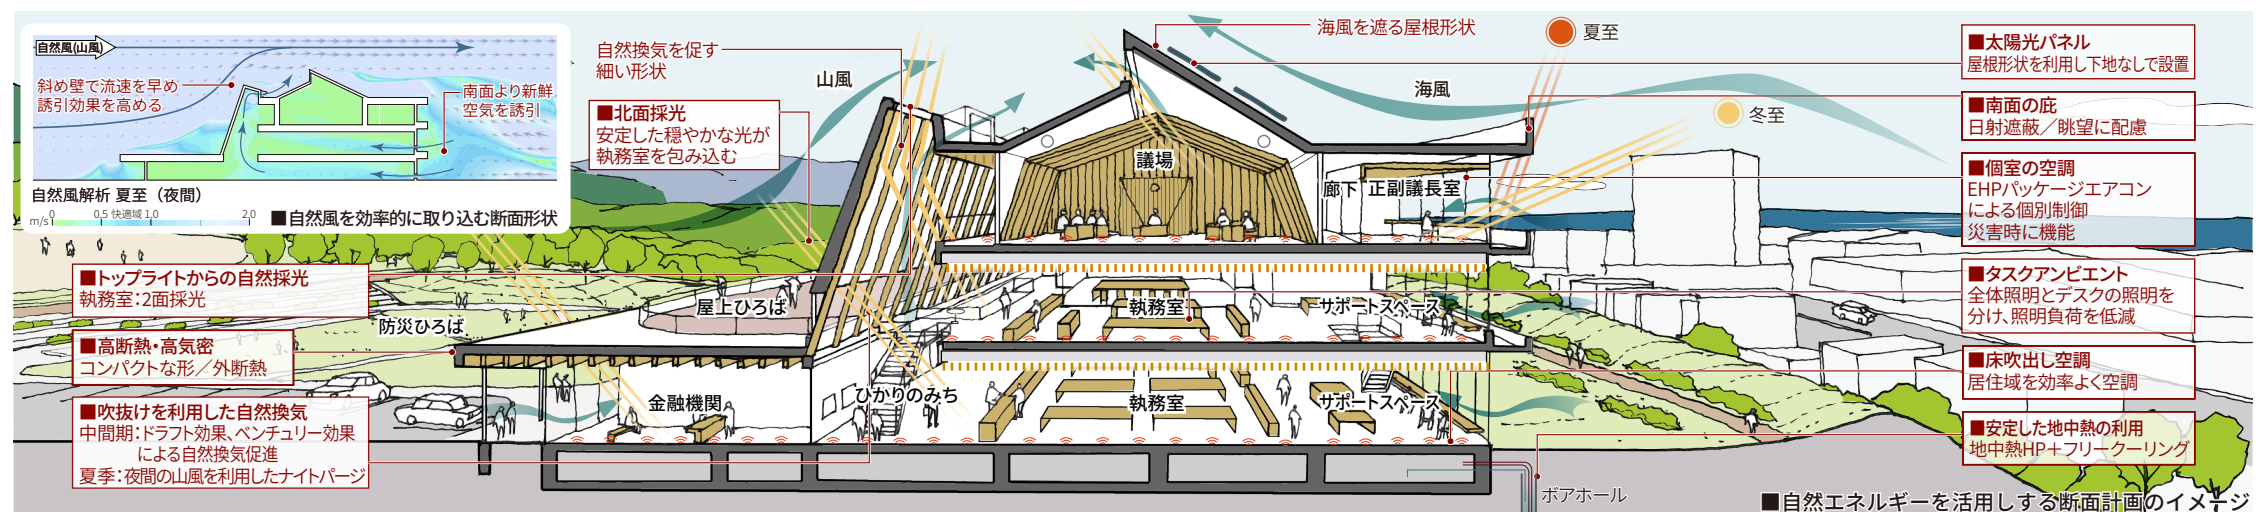 自然風(山風)
斜め壁で流速を早め
誘引効果を高める
南面より新鮮
空気を誘引
自然風解析 夏至（夜間）
m/s 0 0.5 快適域 1.0 2.0
■自然風を効率的に取り込む断面形状
自然換気を促す
細い形状
■北面採光
安定した穏やかな光が
執務室を包み込む
山風
海風を遮る屋根形状
海風
夏至
冬至
■太陽光パネル
屋根形状を利用し下地なしで設置
■南面の庇
日射遮蔽／眺望に配慮
■個室の空調
EHPパッケージエアコン
による個別制御
災害時に機能
■タスクアンビエント
全体照明とデスクの照明を
分け、照明負荷を低減
■床吹出し空調
居住域を効率よく空調
■安定した地中熱の利用
地中熱HP＋フリークーリング
■トップライトからの自然採光
執務室：2面採光
■高断熱・高気密
コンパクトな形／外断熱
■吹抜けを利用した自然換気
中間期：ドラフト効果、ベンチュリー効果
による自然換気促進
夏季：夜間の山風を利用したナイトパージ
防災ひろば
屋上ひろば
議場
廊下 正副議長室
執務室
サポートスペース
金融機関
ひかりのみち
執務室
サポートスペース
ボアホール
■自然エネルギーを活用しする断面計画のイメージ